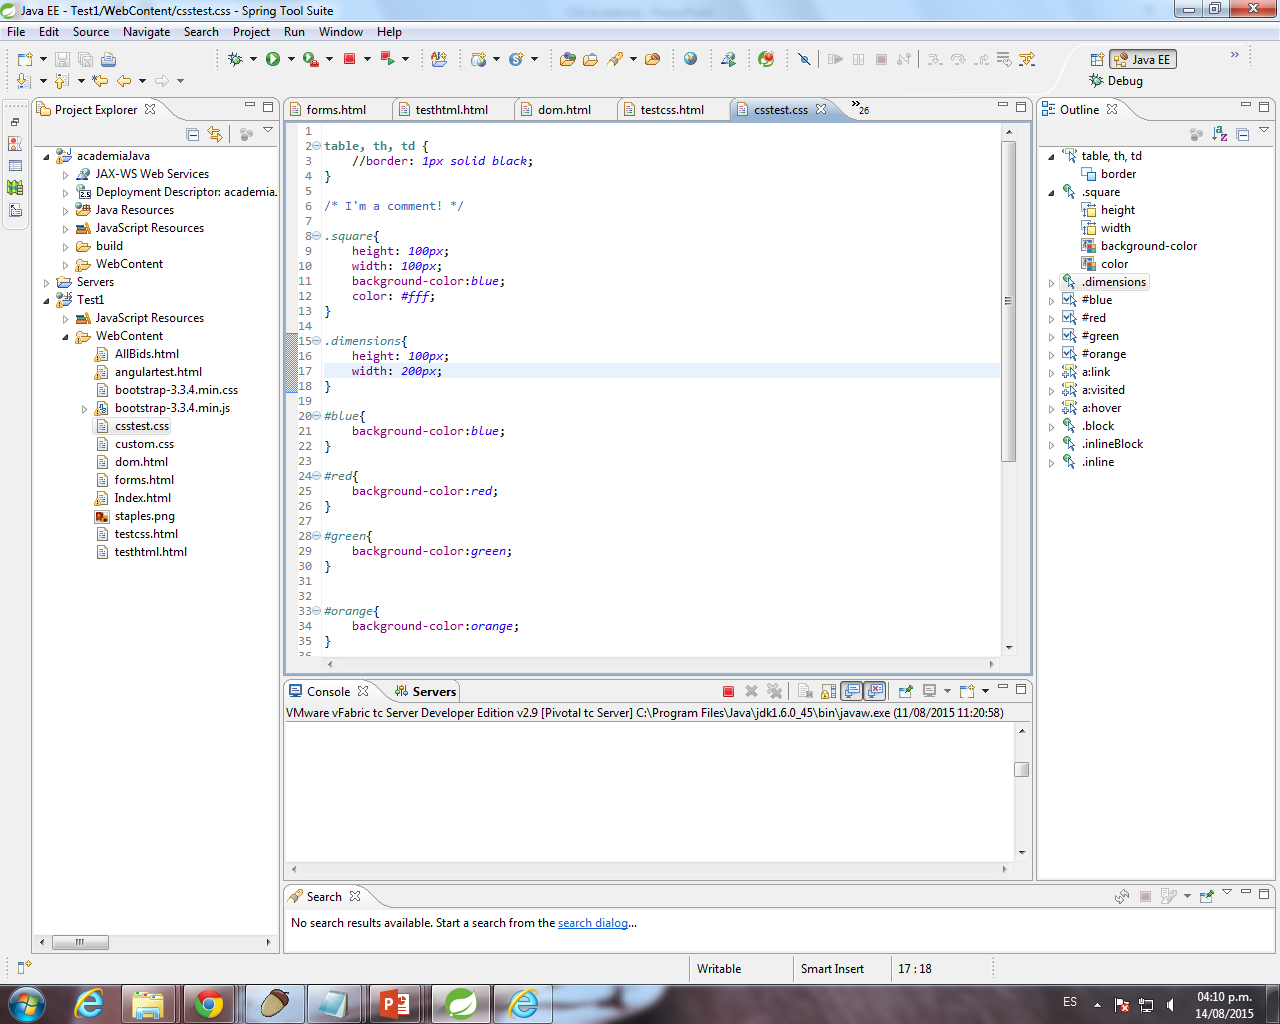 Java EE - Test1/WebContent/csstest.css - Spring Tool Suite
File Edit Source Navigate Search Project Run Window Help
Java EE
Debug
Project Explorer
academiaJava
JAX-WS Web Services
Deployment Descriptor: academia.
Java Resources
JavaScript Resources
build
WebContent
Servers
Test1
JavaScript Resources
WebContent
AllBids.html
angulartest.html
bootstrap-3.3.4.min.css
bootstrap-3.3.4.min.js
csstest.css
custom.css
dom.html
forms.html
Index.html
staples.png
testcss.html
testhtml.html
forms.html testhtml.html dom.html testcss.html csstest.css »26
1
2 table, th, td {
3 //border: 1px solid black;
4 }
5
6 /* I'm a comment! */
7
8 .square{
9 height: 100px;
10 width: 100px;
11 background-color:blue;
12 color: #fff;
13 }
14
15 .dimensions{
16 height: 100px;
17 width: 200px;
18 }
19
20 #blue{
21 background-color:blue;
22 }
23
24 #red{
25 background-color:red;
26 }
27
28 #green{
29 background-color:green;
30 }
31
32
33 #orange{
34 background-color:orange;
35 }
36
Outline
table, th, td
border
.square
height
width
background-color
color
.dimensions
#blue
#red
#green
#orange
a:link
a:visited
a:hover
.block
.inlineBlock
.inline
Console Servers
VMware vFabric tc Server Developer Edition v2.9 [Pivotal tc Server] C:\Program Files\Java\jdk1.6.0_45\bin\javaw.exe (11/08/2015 11:20:58)
Search
No search results available. Start a search from the search dialog...
Writable Smart Insert 17 : 18
ES 04:10 p.m.
14/08/2015